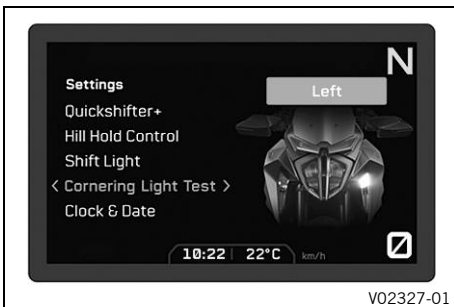 N
Settings
Left
Quickshifter+
Hill Hold Control
Shift Light
< Cornering Light Test >
Clock & Date
10:22 22°C km/h
0
V02327-01